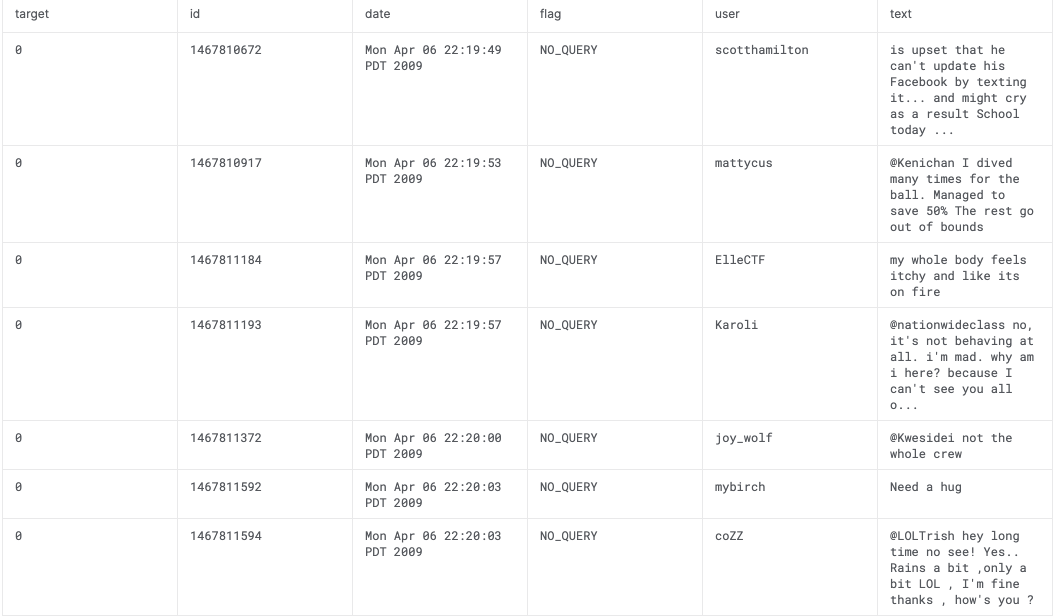 target id date flag user text
0 1467810672 Mon Apr 06 22:19:49 NO_QUERY scotthamilton is upset that he
PDT 2009 can't update his
Facebook by texting
it... and might cry
as a result School
today ...
0 1467810917 Mon Apr 06 22:19:53 NO_QUERY mattycus @Kenichan I dived
PDT 2009 many times for the
ball. Managed to
save 50% The rest go
out of bounds
0 1467811184 Mon Apr 06 22:19:57 NO_QUERY ElleCTF my whole body feels
PDT 2009 itchy and like its
on fire
0 1467811193 Mon Apr 06 22:19:57 NO_QUERY Karoli @nationwideclass no,
PDT 2009 it's not behaving at
all. i'm mad. why am
i here? because I
can't see you all
o...
0 1467811372 Mon Apr 06 22:20:00 NO_QUERY joy_wolf @Kwesidei not the
PDT 2009 whole crew
0 1467811592 Mon Apr 06 22:20:03 NO_QUERY mybirch Need a hug
PDT 2009
0 1467811594 Mon Apr 06 22:20:03 NO_QUERY coZZ @LOLTrish hey long
PDT 2009 time no see! Yes..
Rains a bit ,only a
bit LOL , I'm fine
thanks , how's you ?